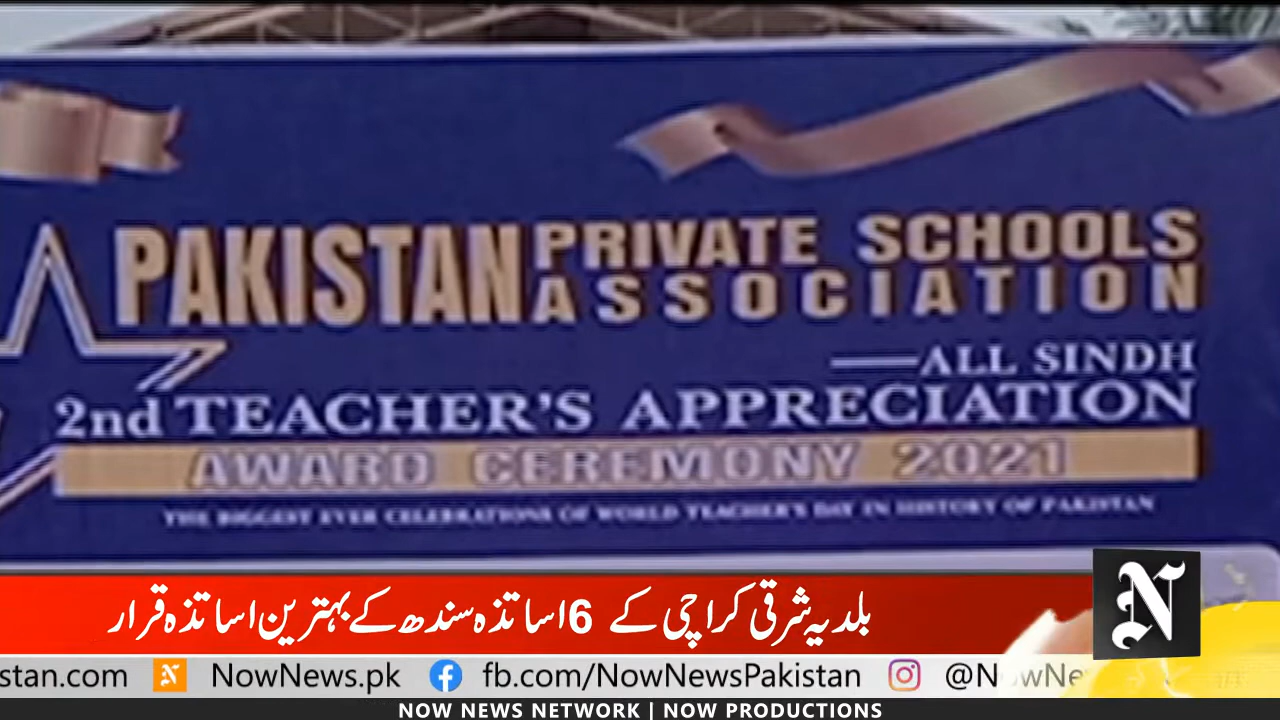 PAKISTAN PRIVATE SCHOOLS
ASSOCIATION
ALL SINDH
2nd TEACHER'S APPRECIATION
AWARD CEREMONY 2021
THE BIGGEST EVER CELEBRATIONS OF WORLD TEACHER'S DAY IN HISTORY OF PAKISTAN
بلدیہ شرقی کراچی کے 6 اساتذہ سندھ کے بہترین اساتذہ قرار
N
stan.com NowNews.pk fb.com/NowNewsPakistan
NOW NEWS NETWORK | NOW PRODUCTIONS